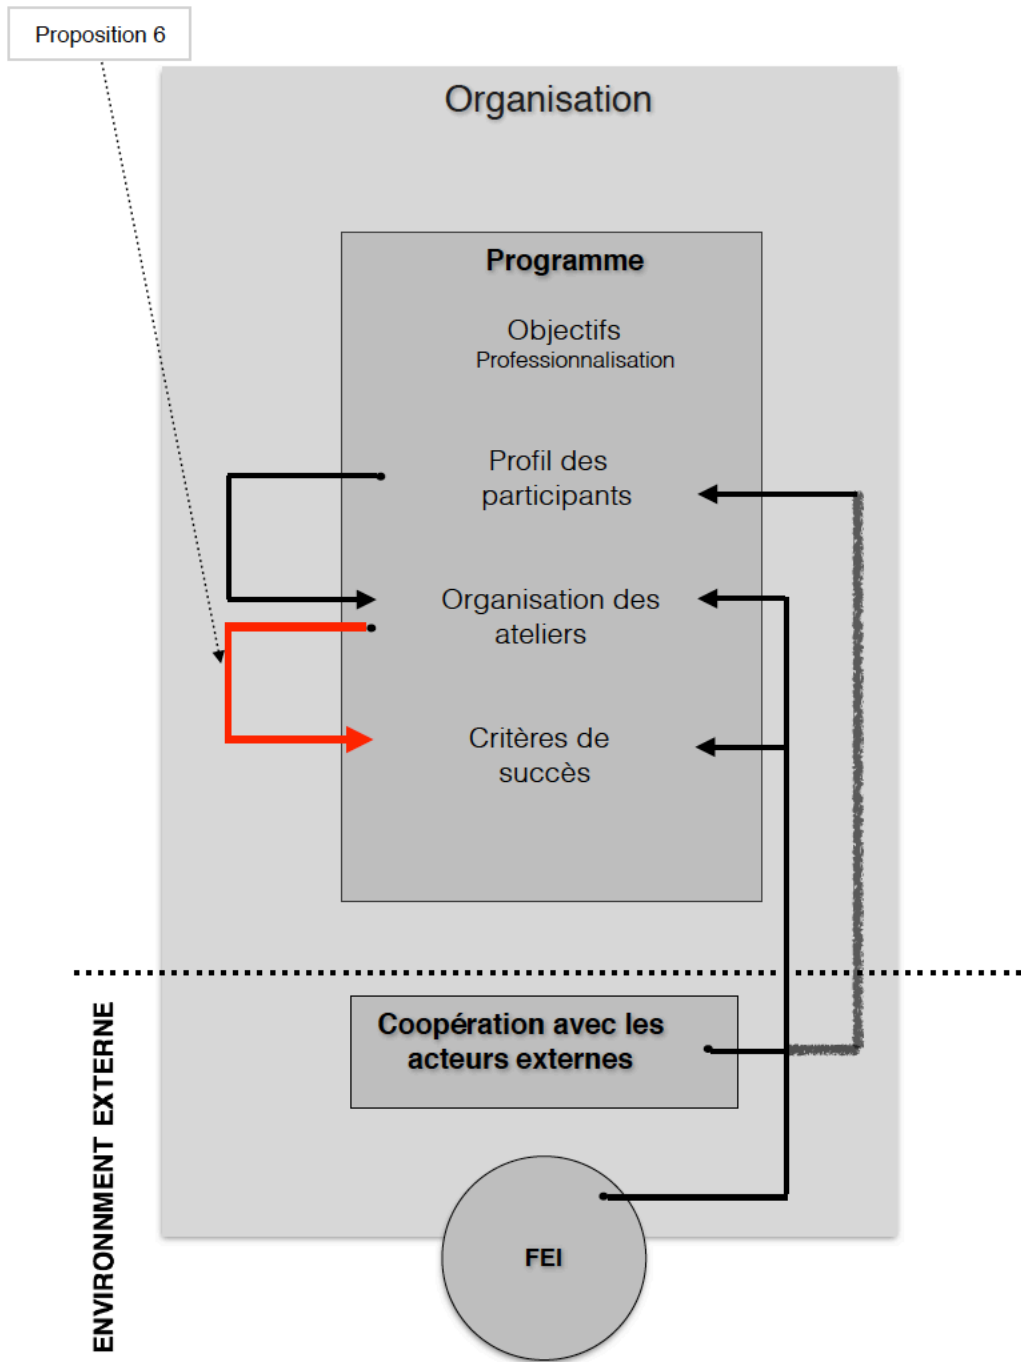 Proposition 6
Organisation
Programme
Objectifs
Professionnalisation
Profil des
participants
Organisation des
ateliers
Critères de
succès
Coopération avec les
acteurs externes
FEI
ENVIRONNMENT EXTERNE